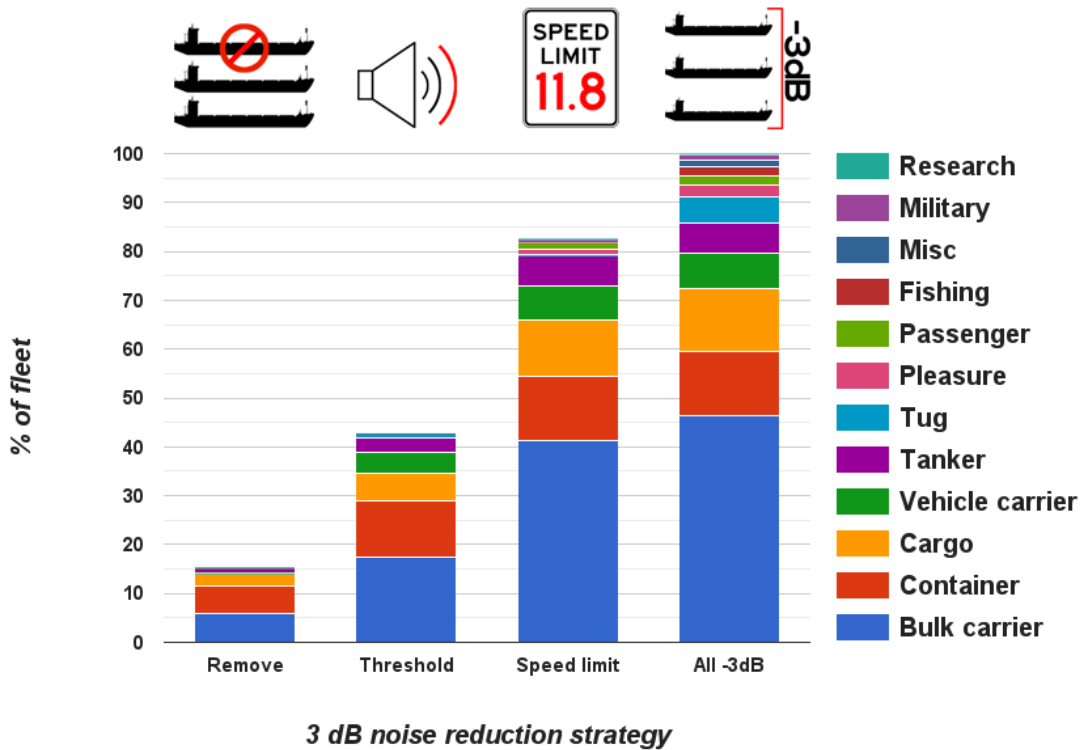 SPEED
LIMIT
11.8
-3dB
% of fleet
100
90
80
70
60
50
40
30
20
10
0
Remove
Threshold
Speed limit
All -3dB
3 dB noise reduction strategy
Research
Military
Misc
Fishing
Passenger
Pleasure
Tug
Tanker
Vehicle carrier
Cargo
Container
Bulk carrier